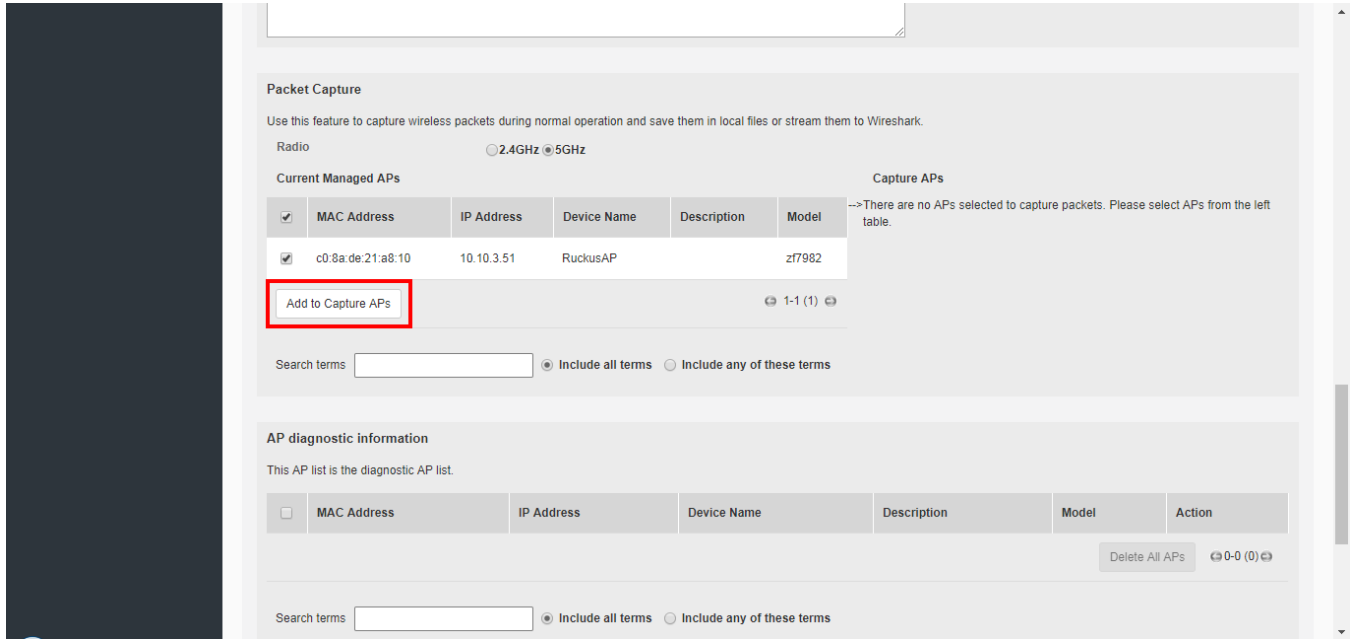 Packet Capture
Use this feature to capture wireless packets during normal operation and save them in local files or stream them to Wireshark.
Radio 2.4GHz 5GHz
Current Managed APs Capture APs
MAC Address IP Address Device Name Description Model -->There are no APs selected to capture packets. Please select APs from the left
table.
c0:8a:de:21:a8:10 10.10.3.51 RuckusAP zf7982
Add to Capture APs 1-1 (1)
Search terms Include all terms Include any of these terms
AP diagnostic information
This AP list is the diagnostic AP list.
MAC Address IP Address Device Name Description Model Action
Delete All APs 0-0 (0)
Search terms Include all terms Include any of these terms